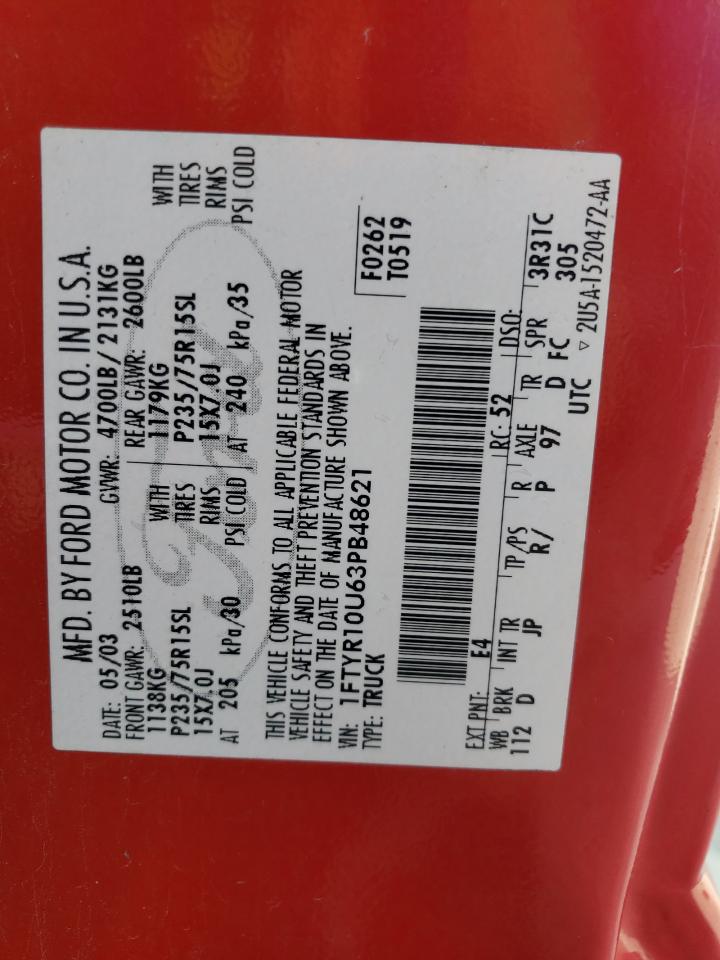 MFD. BY FORD MOTOR CO. IN U.S.A.
DATE: 05/03 GVWR: 4700LB / 2131KG
FRONT GAWR: 2510LB REAR GAWR: 2600LB
1138KG WITH 1179KG WITH
P235/75R15SL TIRES P235/75R15SL TIRES
15X7.0J RIMS 15X7.0J RIMS
AT 205 kPa/30 PSI COLD AT 240 kPa/35 PSI COLD
THIS VEHICLE CONFORMS TO ALL APPLICABLE FEDERAL MOTOR
VEHICLE SAFETY AND THEFT PREVENTION STANDARDS IN
EFFECT ON THE DATE OF MANUFACTURE SHOWN ABOVE.
VIN: 1FTYR10U63PB48621
TYPE: TRUCK
F0262
T0519
EXT PNT: E4 RC: 52 DSO:
WB BRK INT TR TP/PS R AXLE TR SPR 3R31C
112 D JP R/ P 97 D FC 305
UTC ▽ 2U5A-1520472-AA
Ford